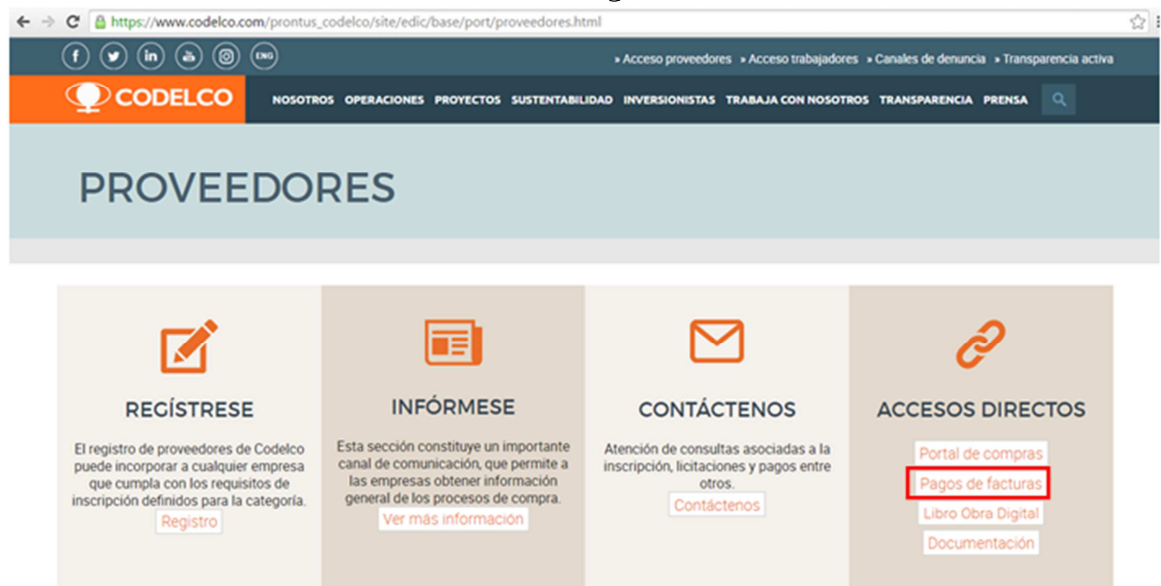 https://www.codelco.com/prontus_codelco/site/edic/base/port/proveedores.html
ENG
» Acceso proveedores » Acceso trabajadores » Canales de denuncia » Transparencia activa
CODELCO
NOSOTROS OPERACIONES PROYECTOS SUSTENTABILIDAD INVERSIONISTAS TRABAJA CON NOSOTROS TRANSPARENCIA PRENSA
PROVEEDORES
REGÍSTRESE
El registro de proveedores de Codelco
puede incorporar a cualquier empresa
que cumpla con los requisitos de
inscripción definidos para la categoría.
Registro
INFÓRMESE
Esta sección constituye un importante
canal de comunicación, que permite a
las empresas obtener información
general de los procesos de compra.
Ver más información
CONTÁCTENOS
Atención de consultas asociadas a la
inscripción, licitaciones y pagos entre
otros.
Contáctenos
ACCESOS DIRECTOS
Portal de compras
Pagos de facturas
Libro Obra Digital
Documentación